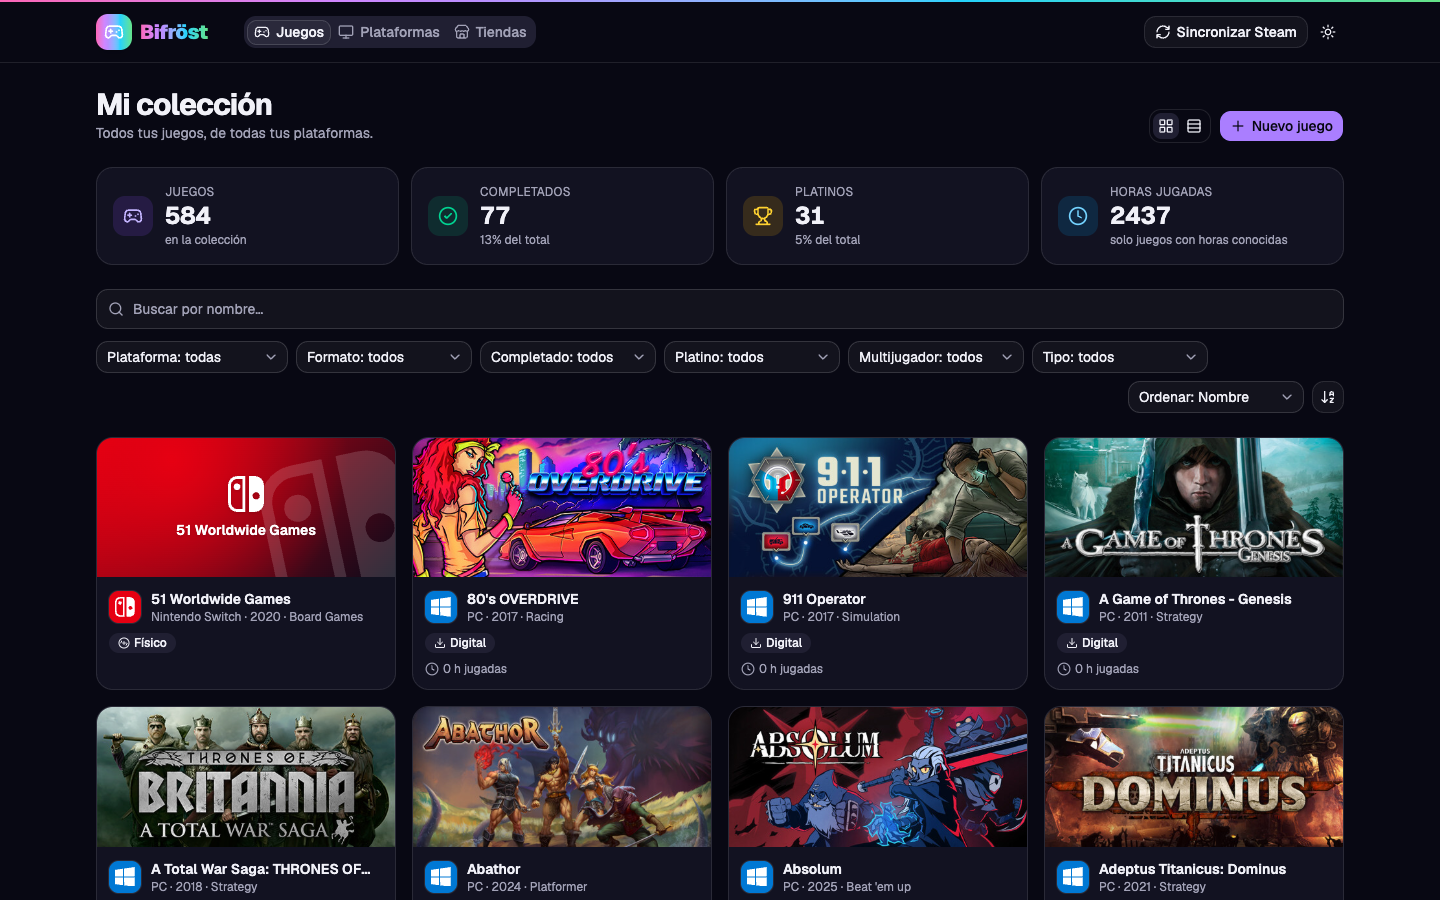 Bifröst
Juegos
Plataformas
Tiendas
Sincronizar Steam
Mi colección
Todos tus juegos, de todas tus plataformas.
Nuevo juego
JUEGOS
584
en la colección
COMPLETADOS
77
13% del total
PLATINOS
31
5% del total
HORAS JUGADAS
2437
solo juegos con horas conocidas
Buscar por nombre...
Plataforma: todas
Formato: todos
Completado: todos
Platino: todos
Multijugador: todos
Tipo: todos
Ordenar: Nombre
51 Worldwide Games
80's
OVERDRIVE
9·1·1
OPERATOR
A GAME OF THRONES
GENESIS
51 Worldwide Games
Nintendo Switch · 2020 · Board Games
Físico
80's OVERDRIVE
PC · 2017 · Racing
Digital
0 h jugadas
911 Operator
PC · 2017 · Simulation
Digital
0 h jugadas
A Game of Thrones - Genesis
PC · 2011 · Strategy
Digital
0 h jugadas
THRONES OF
BRITANNIA
A TOTAL WAR SAGA
ABATHOR
ABSOLUM
ADEPTUS
TITANICUS
DOMINUS
A Total War Saga: THRONES OF...
PC · 2018 · Strategy
Abathor
PC · 2024 · Platformer
Absolum
PC · 2025 · Beat 'em up
Adeptus Titanicus: Dominus
PC · 2021 · Strategy